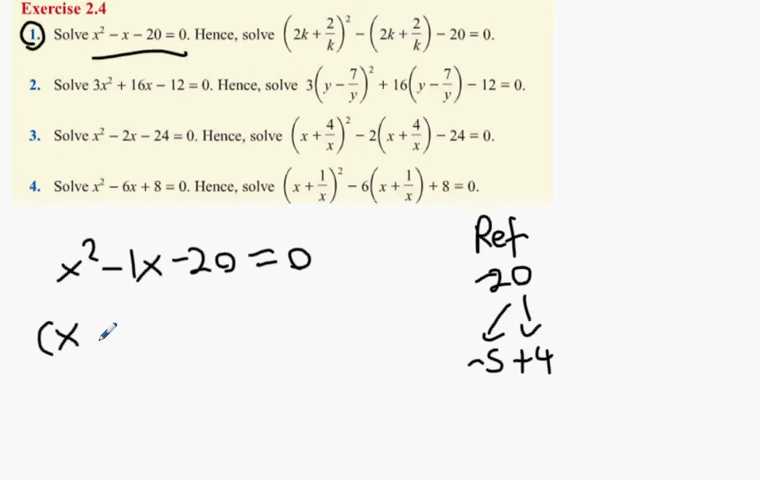 Exercise 2.4
1. Solve x² − x − 20 = 0. Hence, solve (2k + 2/k)² − (2k + 2/k) − 20 = 0.
2. Solve 3x² + 16x − 12 = 0. Hence, solve 3(y − 7/y)² + 16(y − 7/y) − 12 = 0.
3. Solve x² − 2x − 24 = 0. Hence, solve (x + 4/x)² − 2(x + 4/x) − 24 = 0.
4. Solve x² − 6x + 8 = 0. Hence, solve (x + 1/x)² − 6(x + 1/x) + 8 = 0.
x² − 1x − 20 = 0
(x
Ref
-20
-5 +4